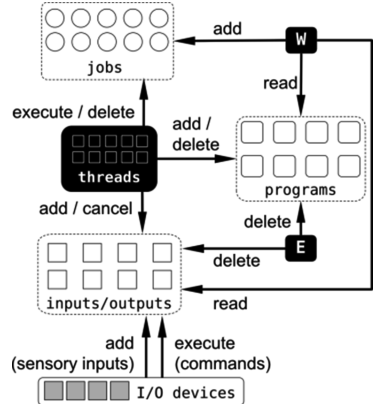 add
W
jobs
read
execute / delete
add /
delete
threads
programs
add / cancel
delete
E
delete
inputs/outputs
read
add
(sensory inputs)
execute
(commands)
I/O devices